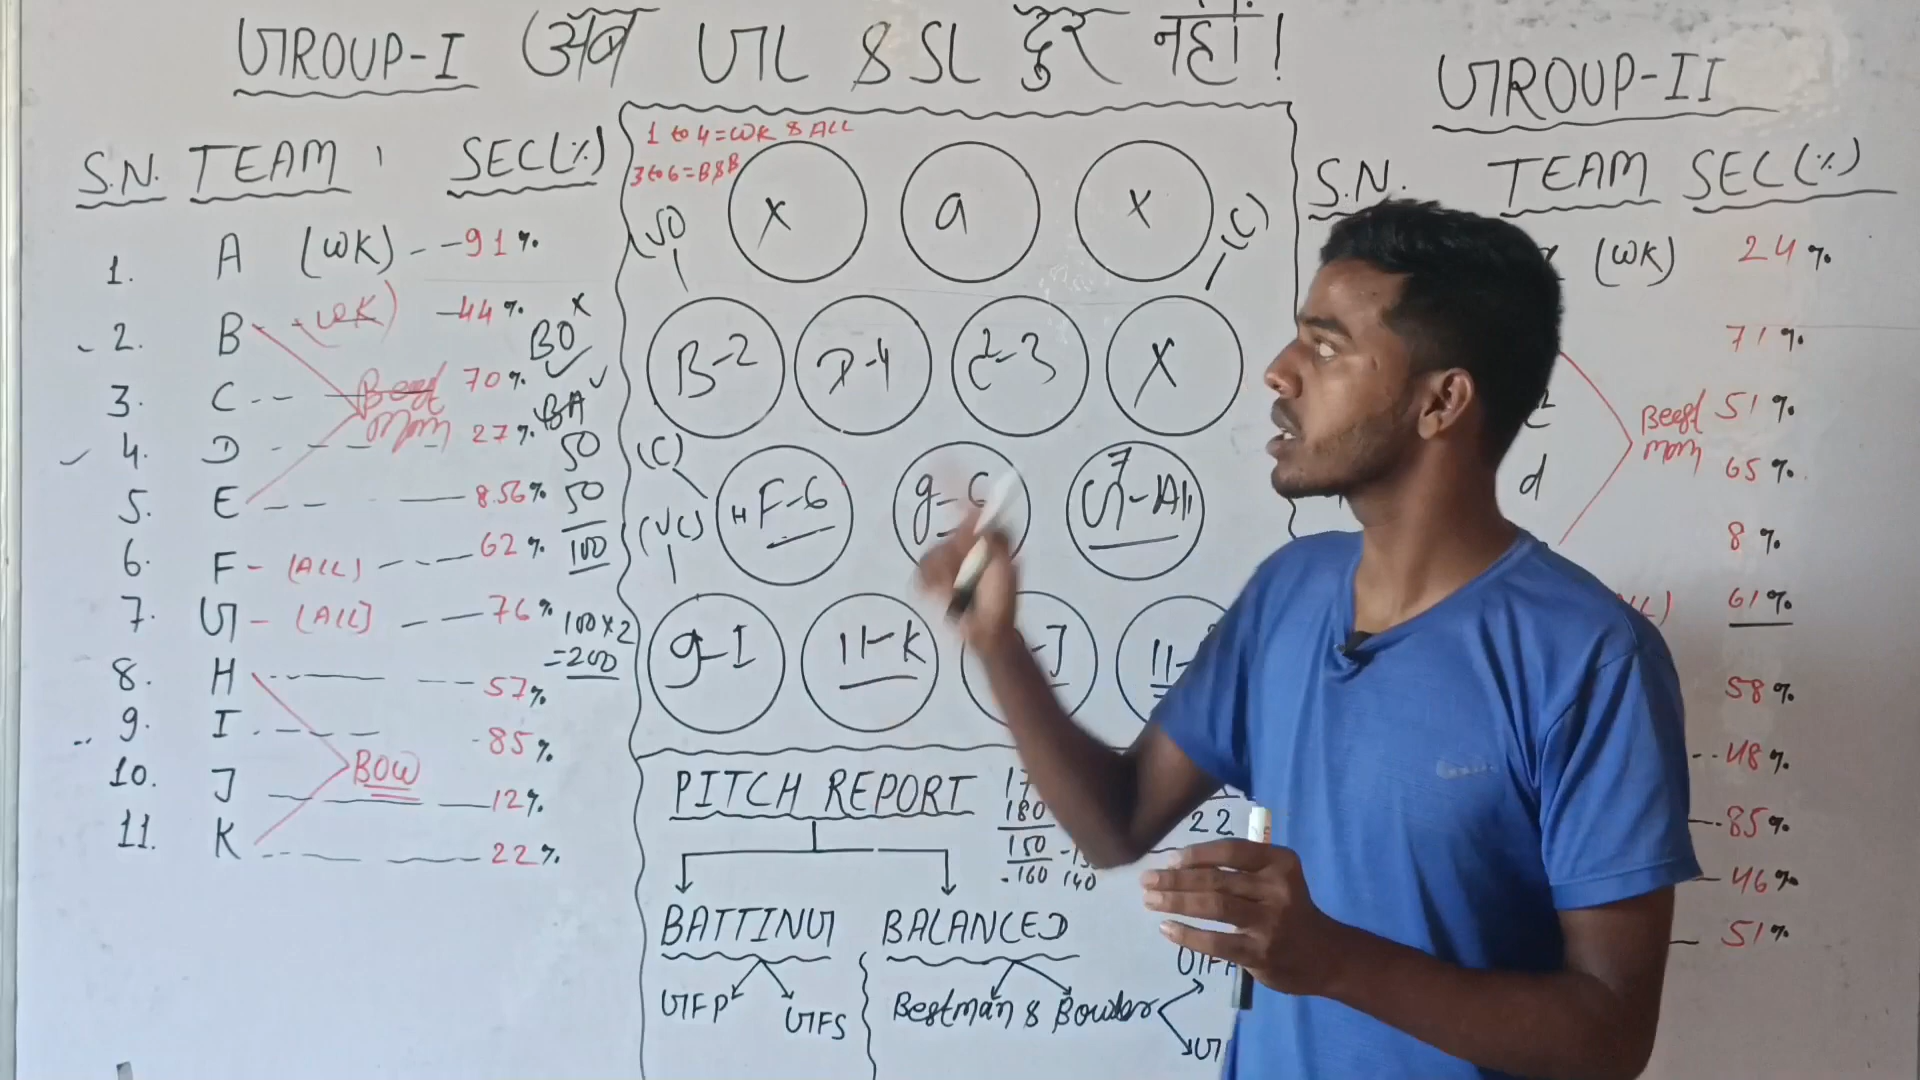 GROUP-I अब GL & SL दूर नहीं!
GROUP-II
S.N. TEAM SEC(%)
1. A (WK) - - 91%
2. B (WK) - 44%
3. C - - 70%
4. D - - - 27%
5. E - - - 8.56%
6. F - (ALL) - - - 62%
7. G - (ALL) - - 76%
8. H - - - 57%
9. I - - - 85%
10. J - - 12%
11. K - - - 22%
Beest
mom
BOW
BO x
BA
50
50
100
100x2
=200
1 to 4 = WK & ALL
3 to 6 = B&B
X a X
(C)
B-2 D-4 X
(C)
(VC)
F-6 G-All
9-I 11-K -J 11-
PITCH REPORT
180
150
160 140
22
BATTING BALANCED
GFP GFS
Bestman & Bowler
S.N. TEAM SEC(%)
(WK) 24%
71%
51%
Beest
mom
d 65%
8%
61%
58%
- - 48%
- - 85%
- 46%
- 51%